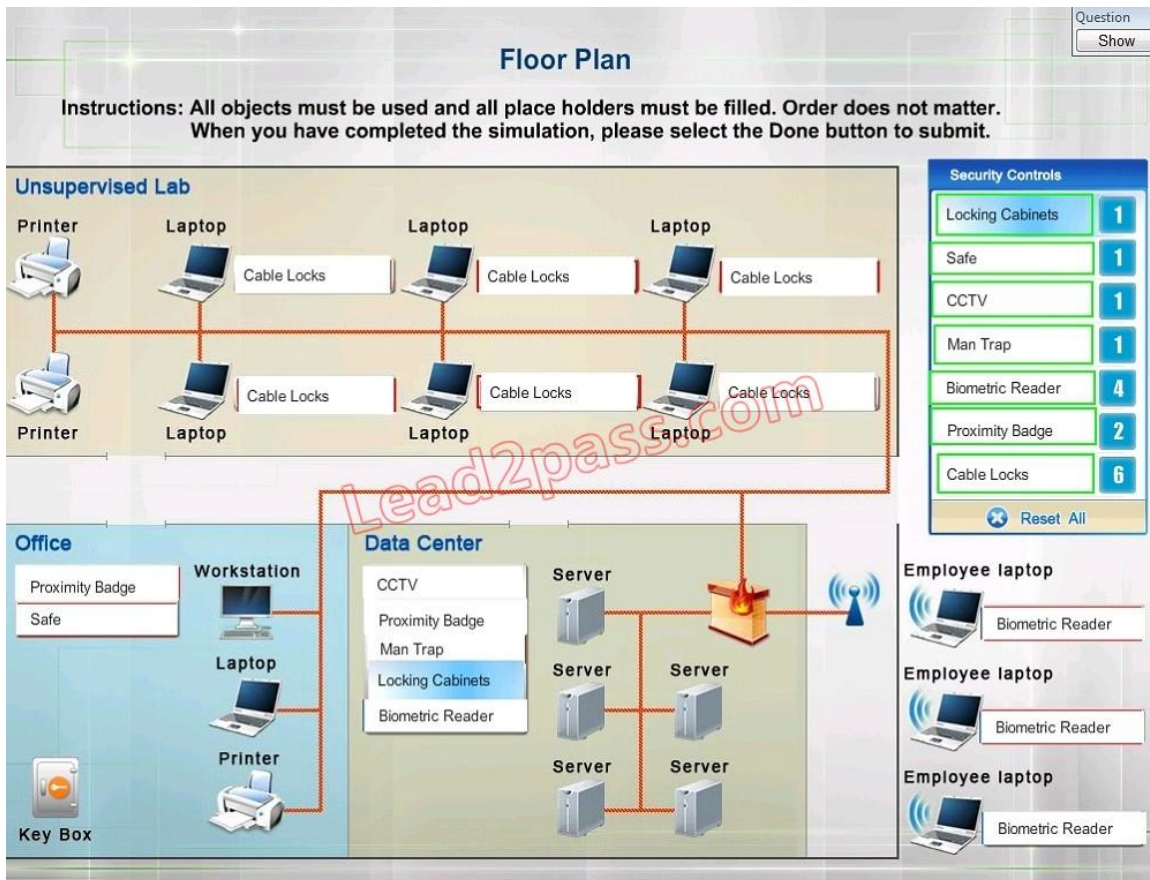 Question
Show
Floor Plan
Instructions: All objects must be used and all place holders must be filled. Order does not matter.
When you have completed the simulation, please select the Done button to submit.
Unsupervised Lab
Printer
Laptop
Laptop
Laptop
Cable Locks
Cable Locks
Cable Locks
Cable Locks
Cable Locks
Cable Locks
Printer
Laptop
Laptop
Laptop
Security Controls
Locking Cabinets 1
Safe 1
CCTV 1
Man Trap 1
Biometric Reader 4
Proximity Badge 2
Cable Locks 6
Reset All
Lead2pass.com
Office
Proximity Badge
Safe
Workstation
Laptop
Printer
Key Box
Data Center
CCTV
Proximity Badge
Man Trap
Locking Cabinets
Biometric Reader
Server
Server
Server
Server
Server
Employee laptop
Biometric Reader
Employee laptop
Biometric Reader
Employee laptop
Biometric Reader